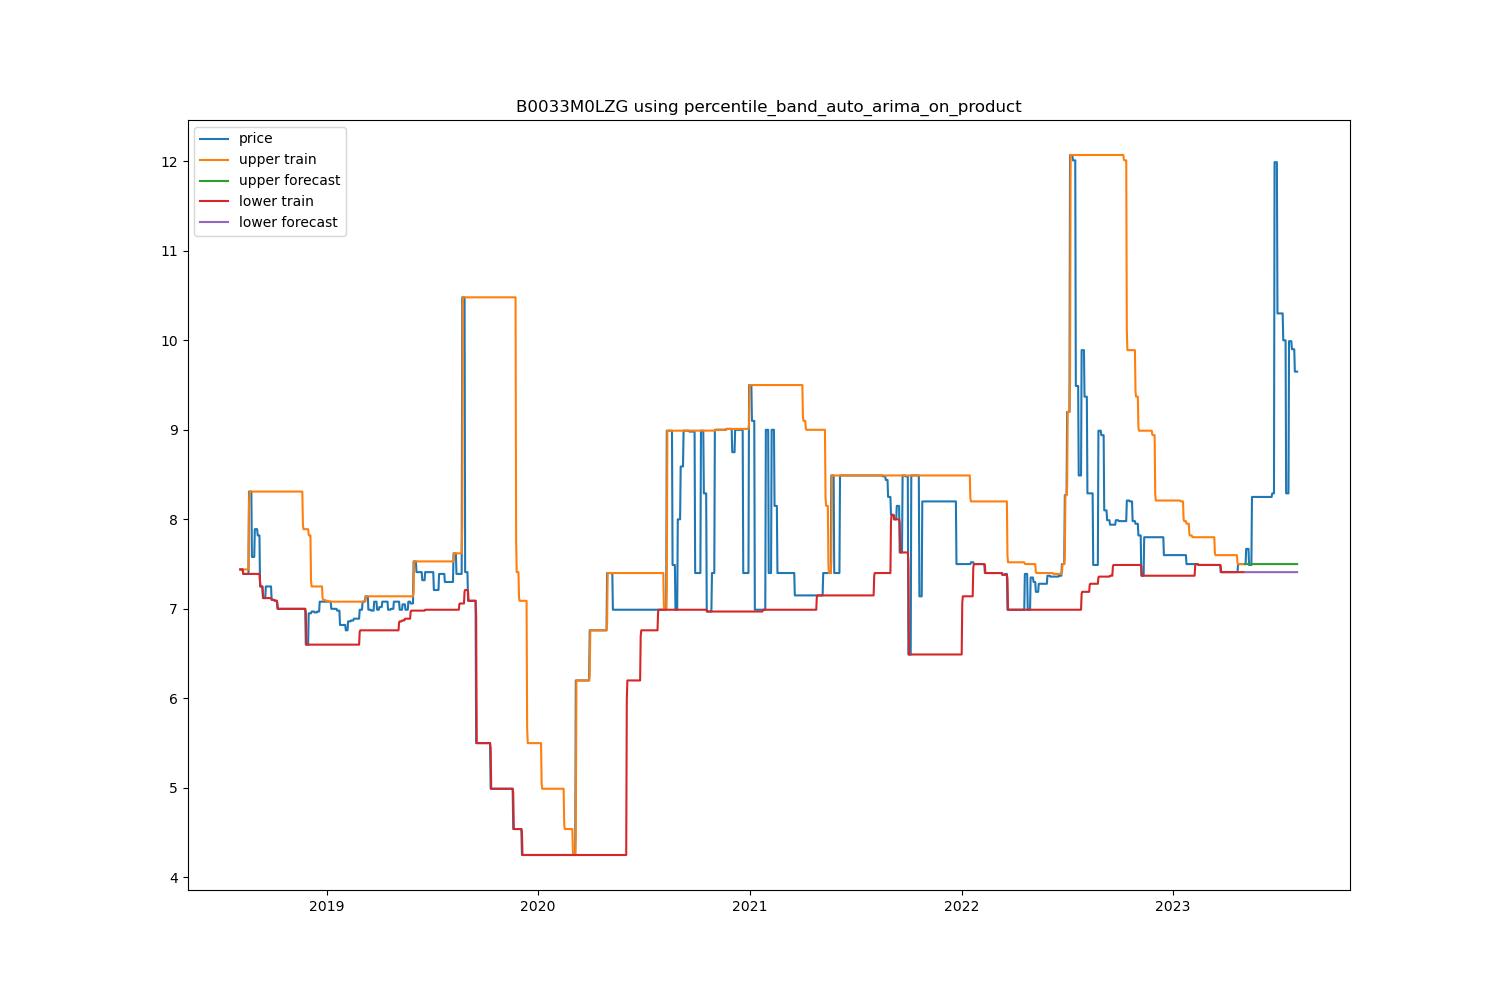 B0033M0LZG using percentile_band_auto_arima_on_product
price
upper train
upper forecast
lower train
lower forecast
12
11
10
9
8
7
6
5
4
2019 2020 2021 2022 2023